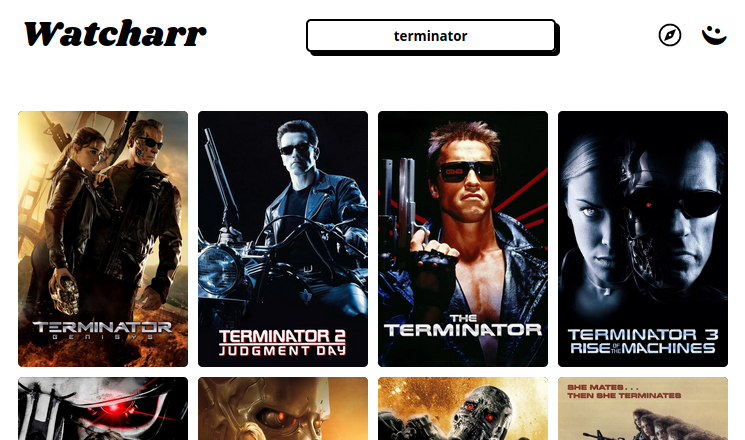 Watcharr
terminator
TERMINATOR
GENISYS
TERMINATOR 2
JUDGMENT DAY
THE
TERMINATOR
TERMINATOR 3
RISE OF THE MACHINES
SHE MATES...
THEN SHE TERMINATES